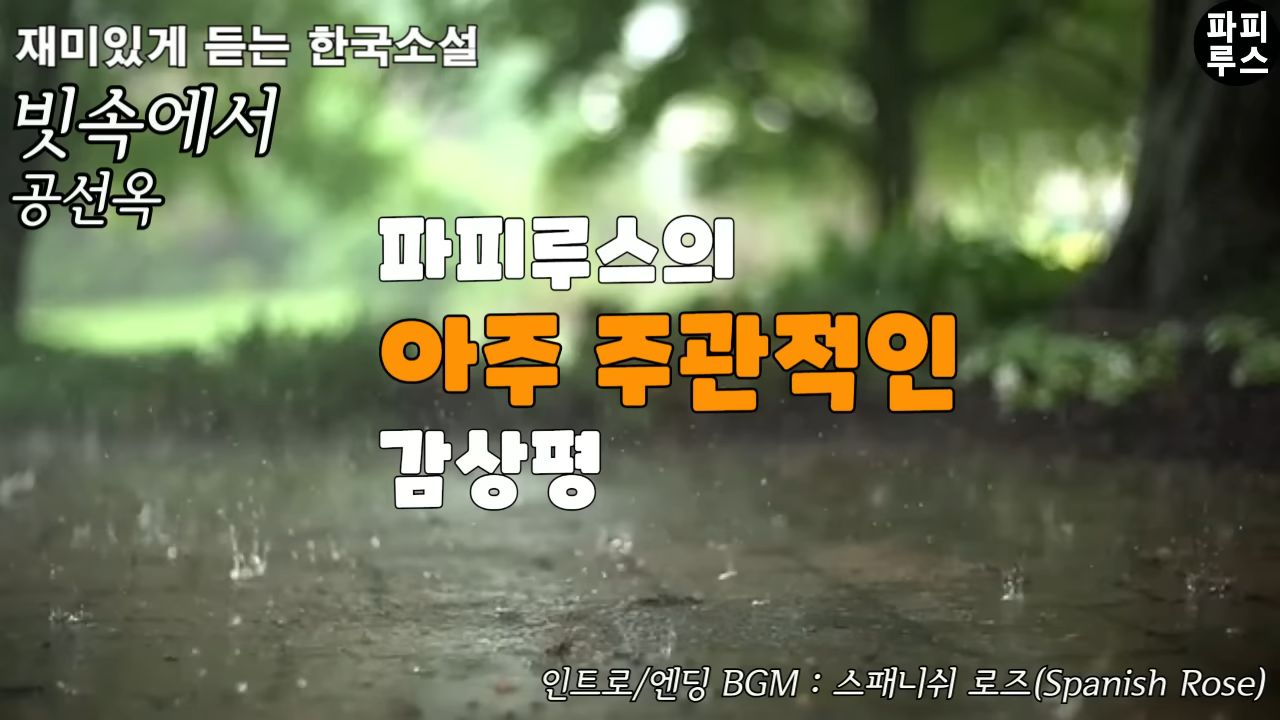 재미있게 듣는 한국소설
빗속에서
공선옥
파피
루스
파피루스의
아주 주관적인
감상평
인트로/엔딩 BGM : 스패니쉬 로즈(Spanish Rose)